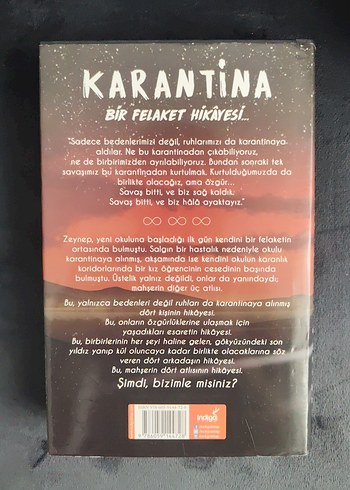 KARANTİNA
BİR FELAKET HİKÂYESİ...
"Sadece bedenlerimizi değil, ruhlarımızı da karantinaya
aldılar. Ne bu karantinadan çıkabiliyoruz,
ne de birbirimizden ayrılabiliyoruz. Bundan sonraki tek
savaşımız bu karantinadan kurtulmak. Kurtulduğumuzda da
birlikte olacağız, ama özgür...
Savaş bitti, ve biz sağ kaldık.
Savaş bitti, ve biz hâlâ ayaktayız."
Zeynep, yeni okuluna başladığı ilk gün kendini bir felaketin
ortasında bulmuştu. Salgın bir hastalık nedeniyle okulu
karantinaya alınmış, akşamında ise kendini okulun karanlık
koridorlarında bir kız öğrencinin cesedinin başında
bulmuştu. Üstelik yalnız değildi, onlar da yanındaydı;
mahşerin diğer üç atlısı.
Bu, yalnızca bedenleri değil ruhları da karantinaya alınmış
dört kişinin hikâyesi.
Bu, onların özgürlüklerine ulaşmak için
yaşadıkları esaretin hikâyesi.
Bu, birbirlerinin her şeyi haline gelen, gökyüzündeki son
yıldız yanıp kül oluncaya kadar birlikte olacaklarına söz
veren dört arkadaşın hikâyesi.
Bu, mahşerin dört atlısının hikâyesi.
Şimdi, bizimle misiniz?
indigo